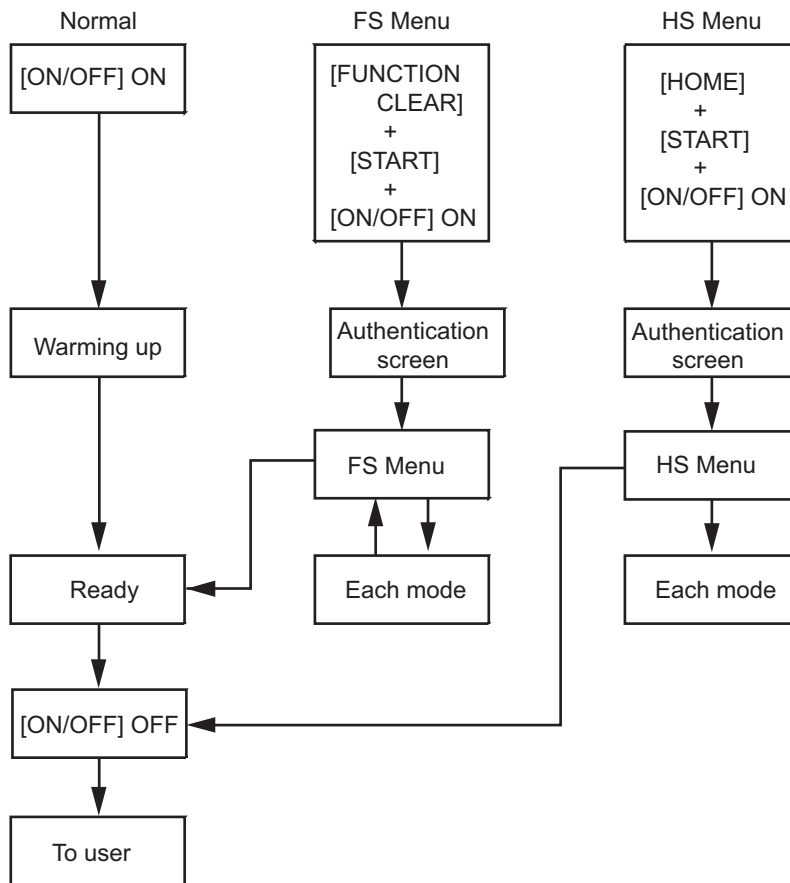 Normal
FS Menu
HS Menu
[ON/OFF] ON
[FUNCTION
CLEAR]
+
[START]
+
[ON/OFF] ON
[HOME]
+
[START]
+
[ON/OFF] ON
Warming up
Authentication
screen
Authentication
screen
FS Menu
HS Menu
Ready
Each mode
Each mode
[ON/OFF] OFF
To user